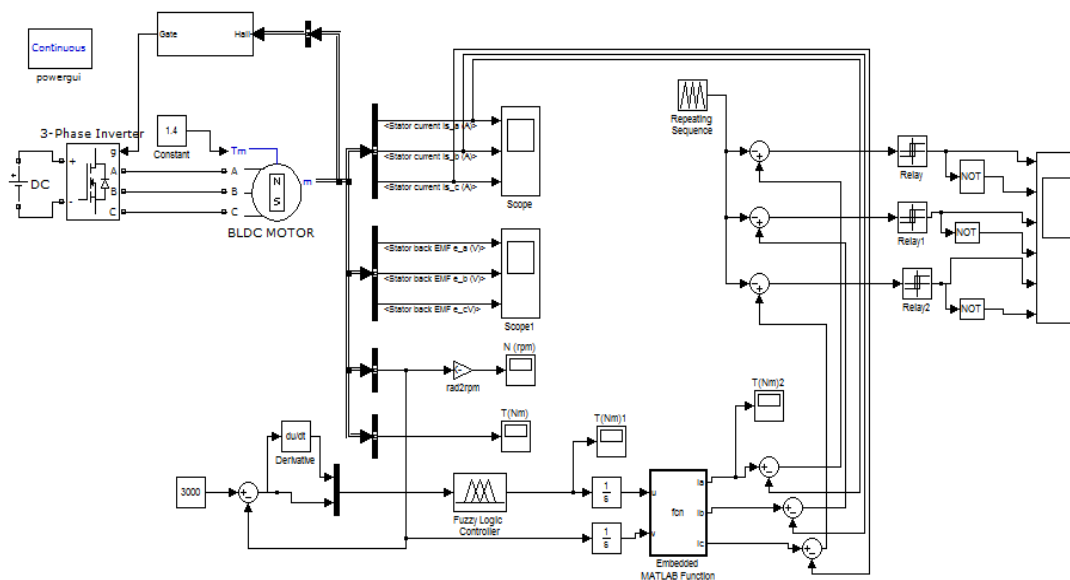 Continuous
powergui
Gate
Hall
3-Phase Inverter
g
A
B
C
+
-
DC
1.4
Constant
Tm
A
B
C
m
N
S
BLDC MOTOR
<Stator current is_a (A)>
<Stator current is_b (A)>
<Stator current is_c (A)>
Scope
<Stator back EMF e_a (V)>
<Stator back EMF e_b (V)>
<Stator back EMF e_cV)>
Scope1
Repeating
Sequence
Relay
NOT
Relay1
NOT
Relay2
NOT
N (rpm)
rad2rpm
T(Nm)
T(Nm)1
T(Nm)2
du/dt
Derivative
3000
Fuzzy Logic
Controller
1
6
1
6
u
v
fcn
Ia
Ib
Ic
Embedded
MATLAB Function